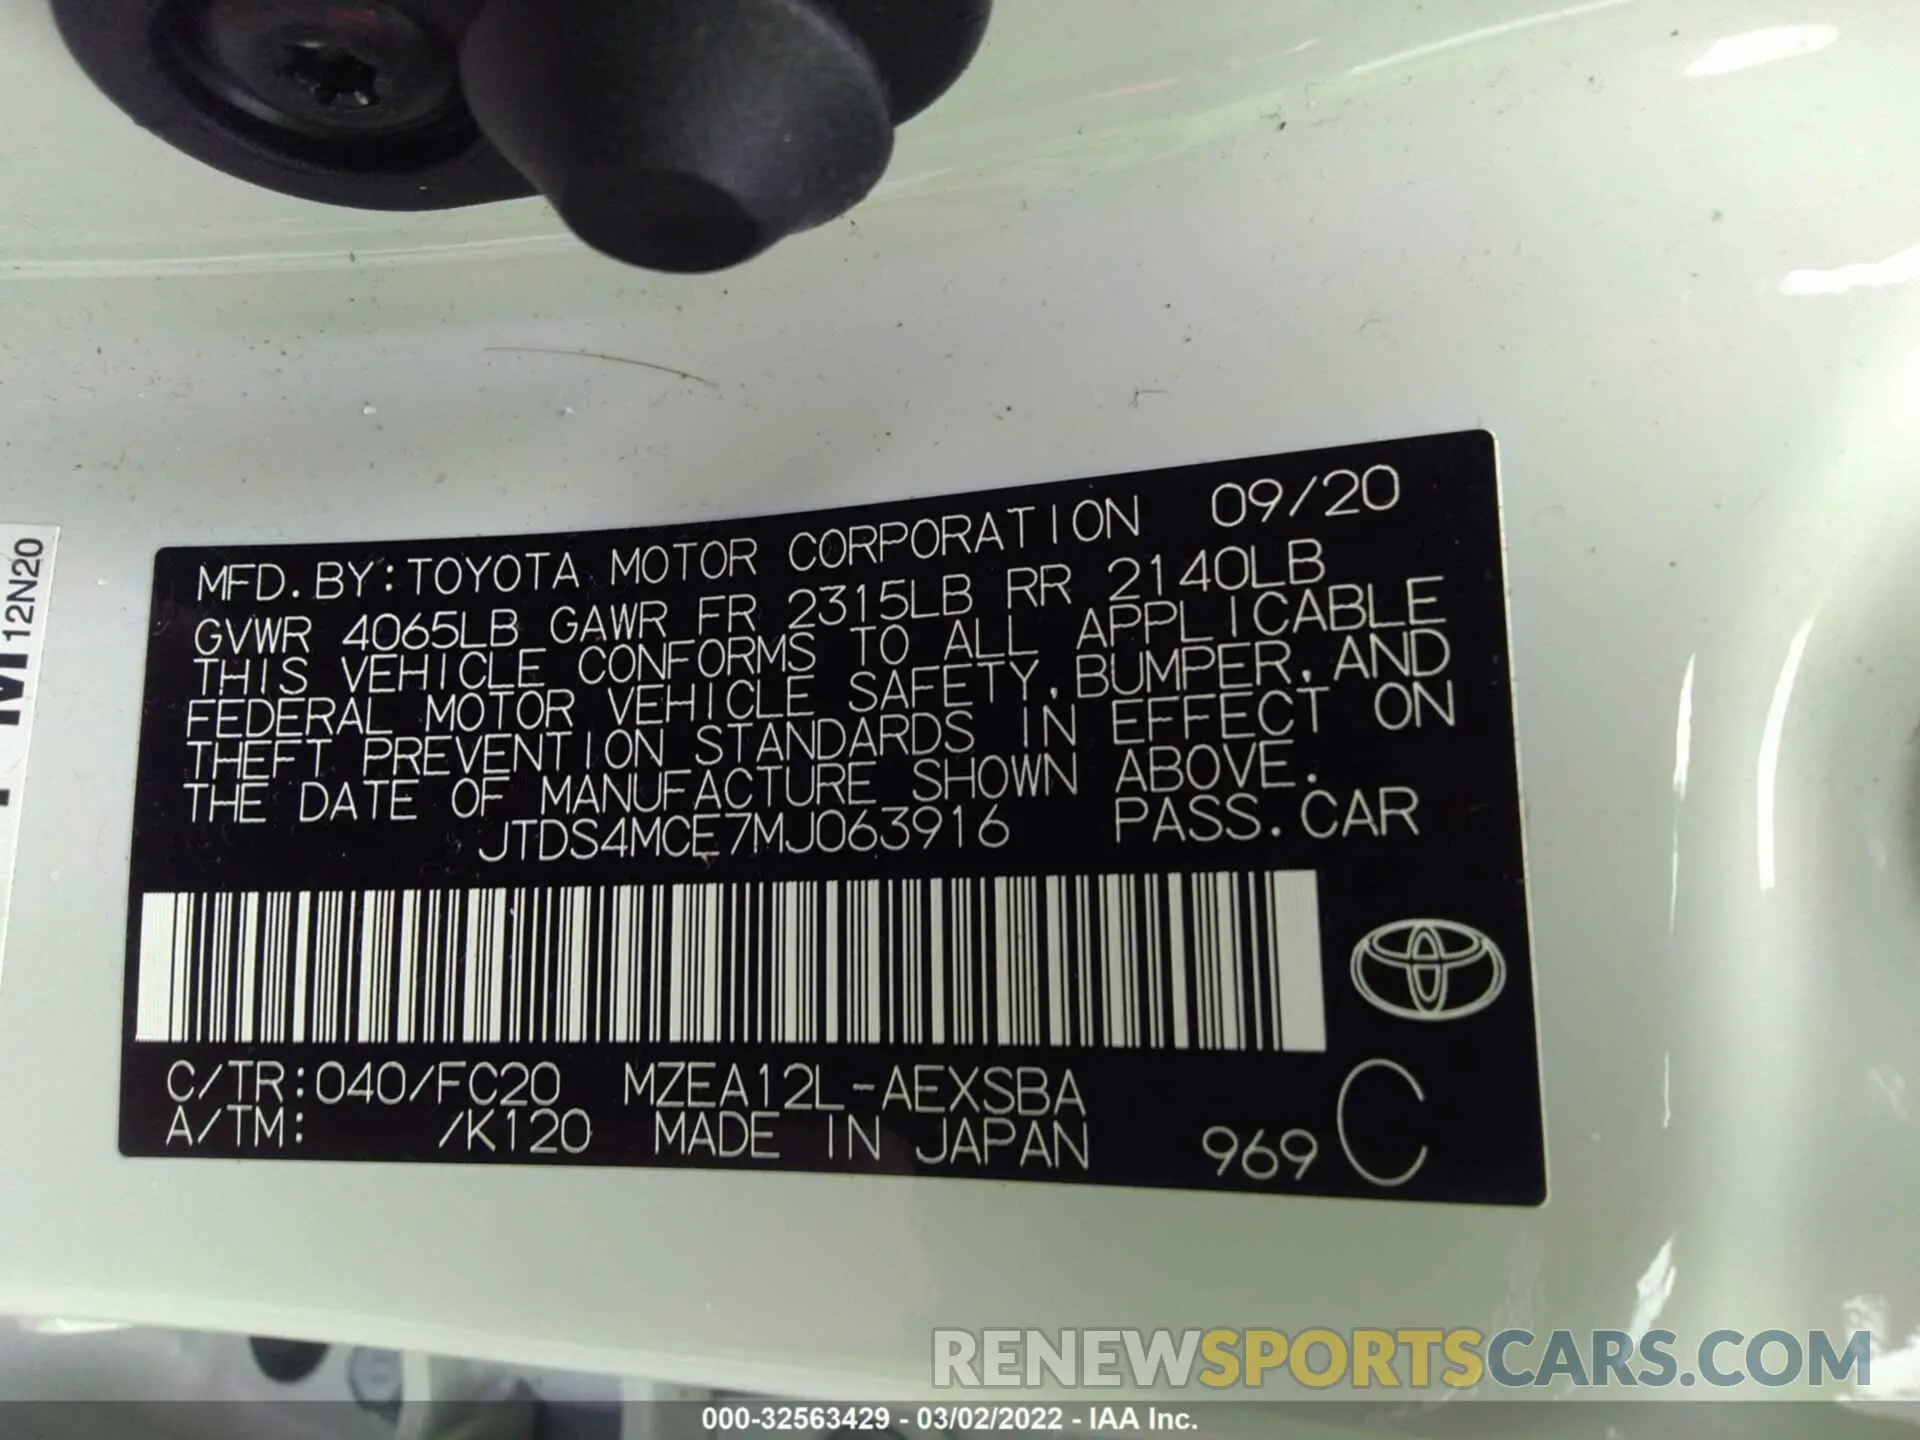 12N20
MFD. BY: TOYOTA MOTOR CORPORATION 09/20
GVWR 4065LB GAWR FR 2315LB RR 2140LB
THIS VEHICLE CONFORMS TO ALL APPLICABLE
FEDERAL MOTOR VEHICLE SAFETY, BUMPER, AND
THEFT PREVENTION STANDARDS IN EFFECT ON
THE DATE OF MANUFACTURE SHOWN ABOVE.
JTDS4MCE7MJ063916 PASS. CAR
C/TR: 040/FC20 MZEA12L-AEXSBA
A/TM: /K120 MADE IN JAPAN 969 C
RENEWSPORTSCARS.COM
000-32563429 - 03/02/2022 - IAA Inc.